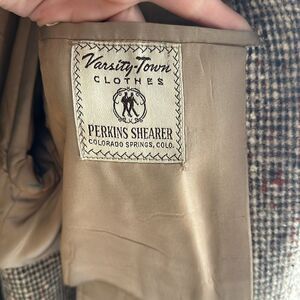 Varsity-Town
CLOTHES
PERKINS SHEARER
COLORADO SPRINGS, COLO.